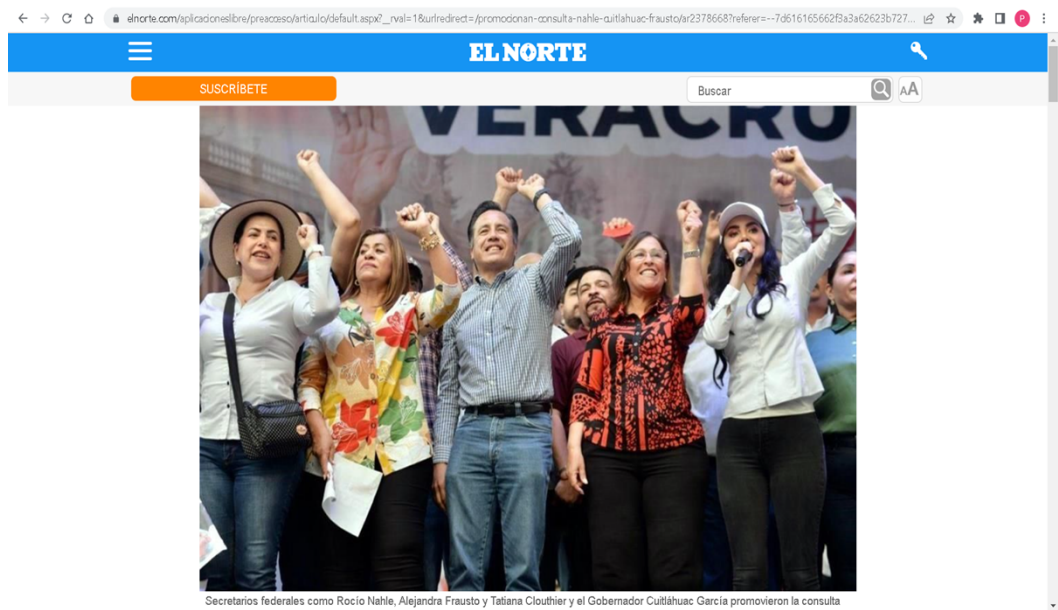 elnorte.com/aplicacioneslibre/preacceso/articulo/default.aspx?__rval=1&urlredirect=/promocionan-consulta-nahle-cuitlahuac-frausto/ar2378668?referer=--7d616165662f3a3a62623b727...
P
EL NORTE
SUSCRÍBETE
Buscar
AA
VERACRU
Secretarios federales como Rocío Nahle, Alejandra Frausto y Tatiana Clouthier y el Gobernador Cuitláhuac García promovieron la consulta